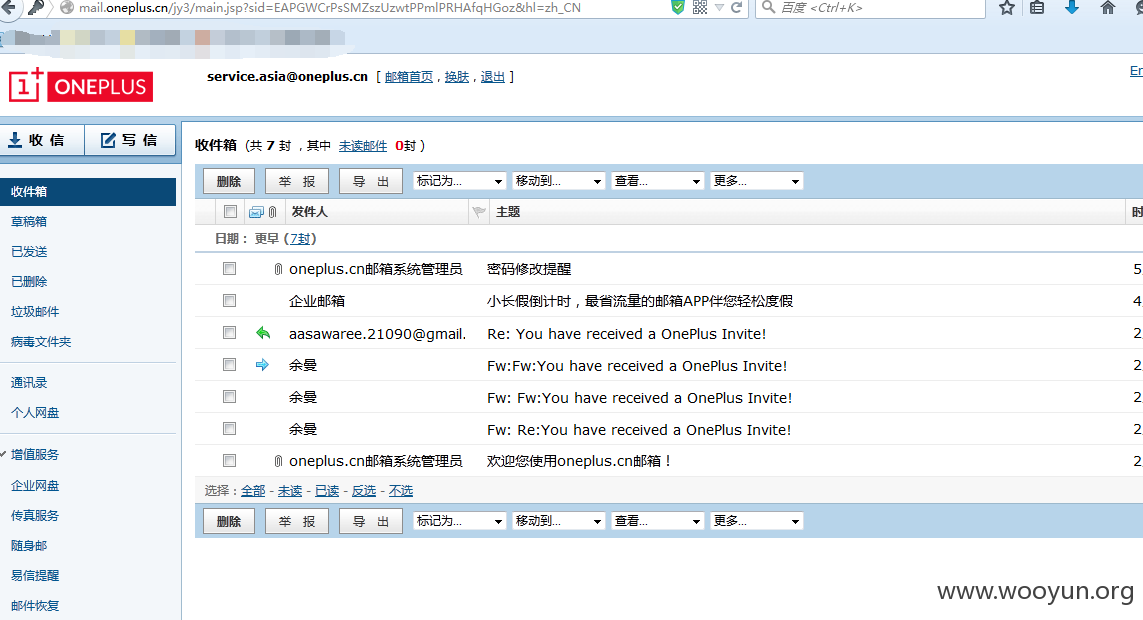 mail.oneplus.cn/jy3/main.jsp?sid=EAPGWCrPsSMZszUzwtPPmlPRHAfqHGoz&hl=zh_CN 百度 <Ctrl+K>
1+ ONEPLUS service.asia@oneplus.cn [ 邮箱首页 , 换肤 , 退出 ] En
收 信 写 信
收件箱 (共 7 封 ，其中 未读邮件 0封 )
删除 举 报 导 出 标记为... 移动到... 查看... 更多...
收件箱
发件人 主题 时
草稿箱
日期： 更早 (7封)
已发送
oneplus.cn邮箱系统管理员 密码修改提醒 5
已删除
企业邮箱 小长假倒计时，最省流量的邮箱APP伴您轻松度假 4
垃圾邮件
aasawaree.21090@gmail. Re: You have received a OnePlus Invite! 2
病毒文件夹
余曼 Fw:Fw:You have received a OnePlus Invite! 2
通讯录
余曼 Fw: Fw:You have received a OnePlus Invite! 2
个人网盘
余曼 Fw: Re:You have received a OnePlus Invite! 2
增值服务
oneplus.cn邮箱系统管理员 欢迎您使用oneplus.cn邮箱！ 2
企业网盘
选择：全部 - 未读 - 已读 - 反选 - 不选
传真服务
删除 举 报 导 出 标记为... 移动到... 查看... 更多...
随身邮
易信提醒
www.wooyun.org
邮件恢复